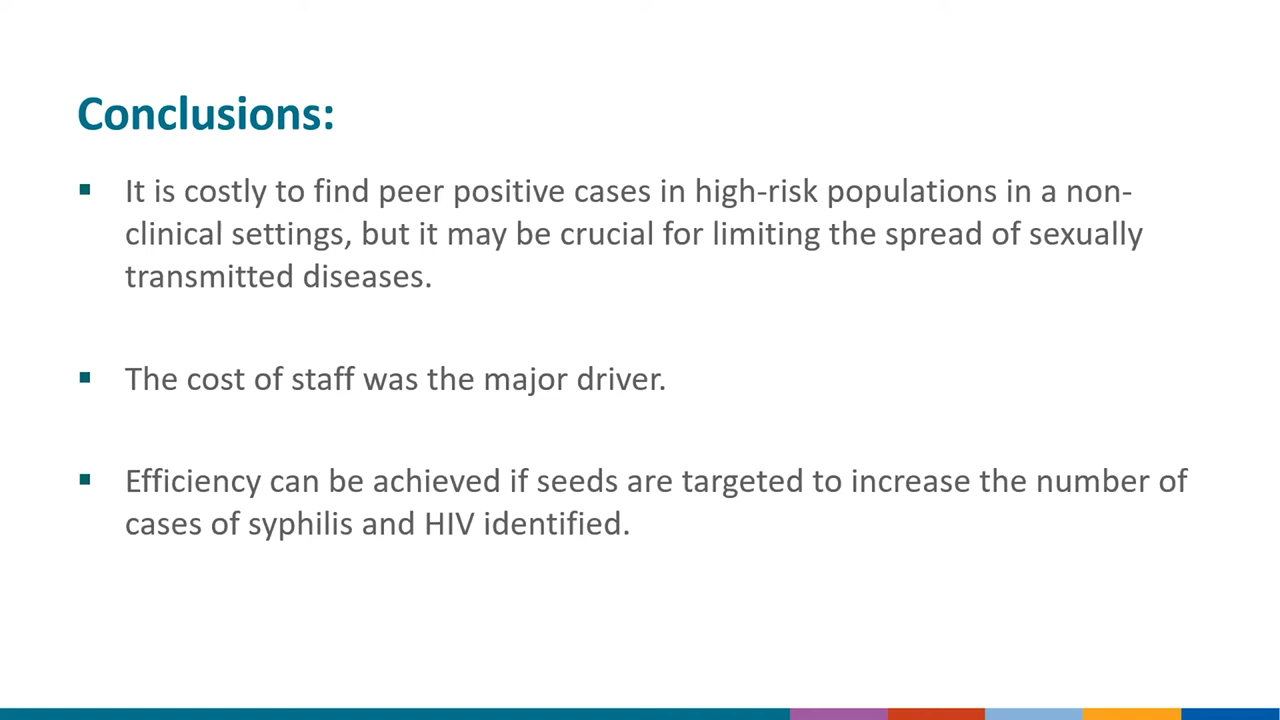 Conclusions:
▪ It is costly to find peer positive cases in high-risk populations in a non-
clinical settings, but it may be crucial for limiting the spread of sexually
transmitted diseases.
▪ The cost of staff was the major driver.
▪ Efficiency can be achieved if seeds are targeted to increase the number of
cases of syphilis and HIV identified.